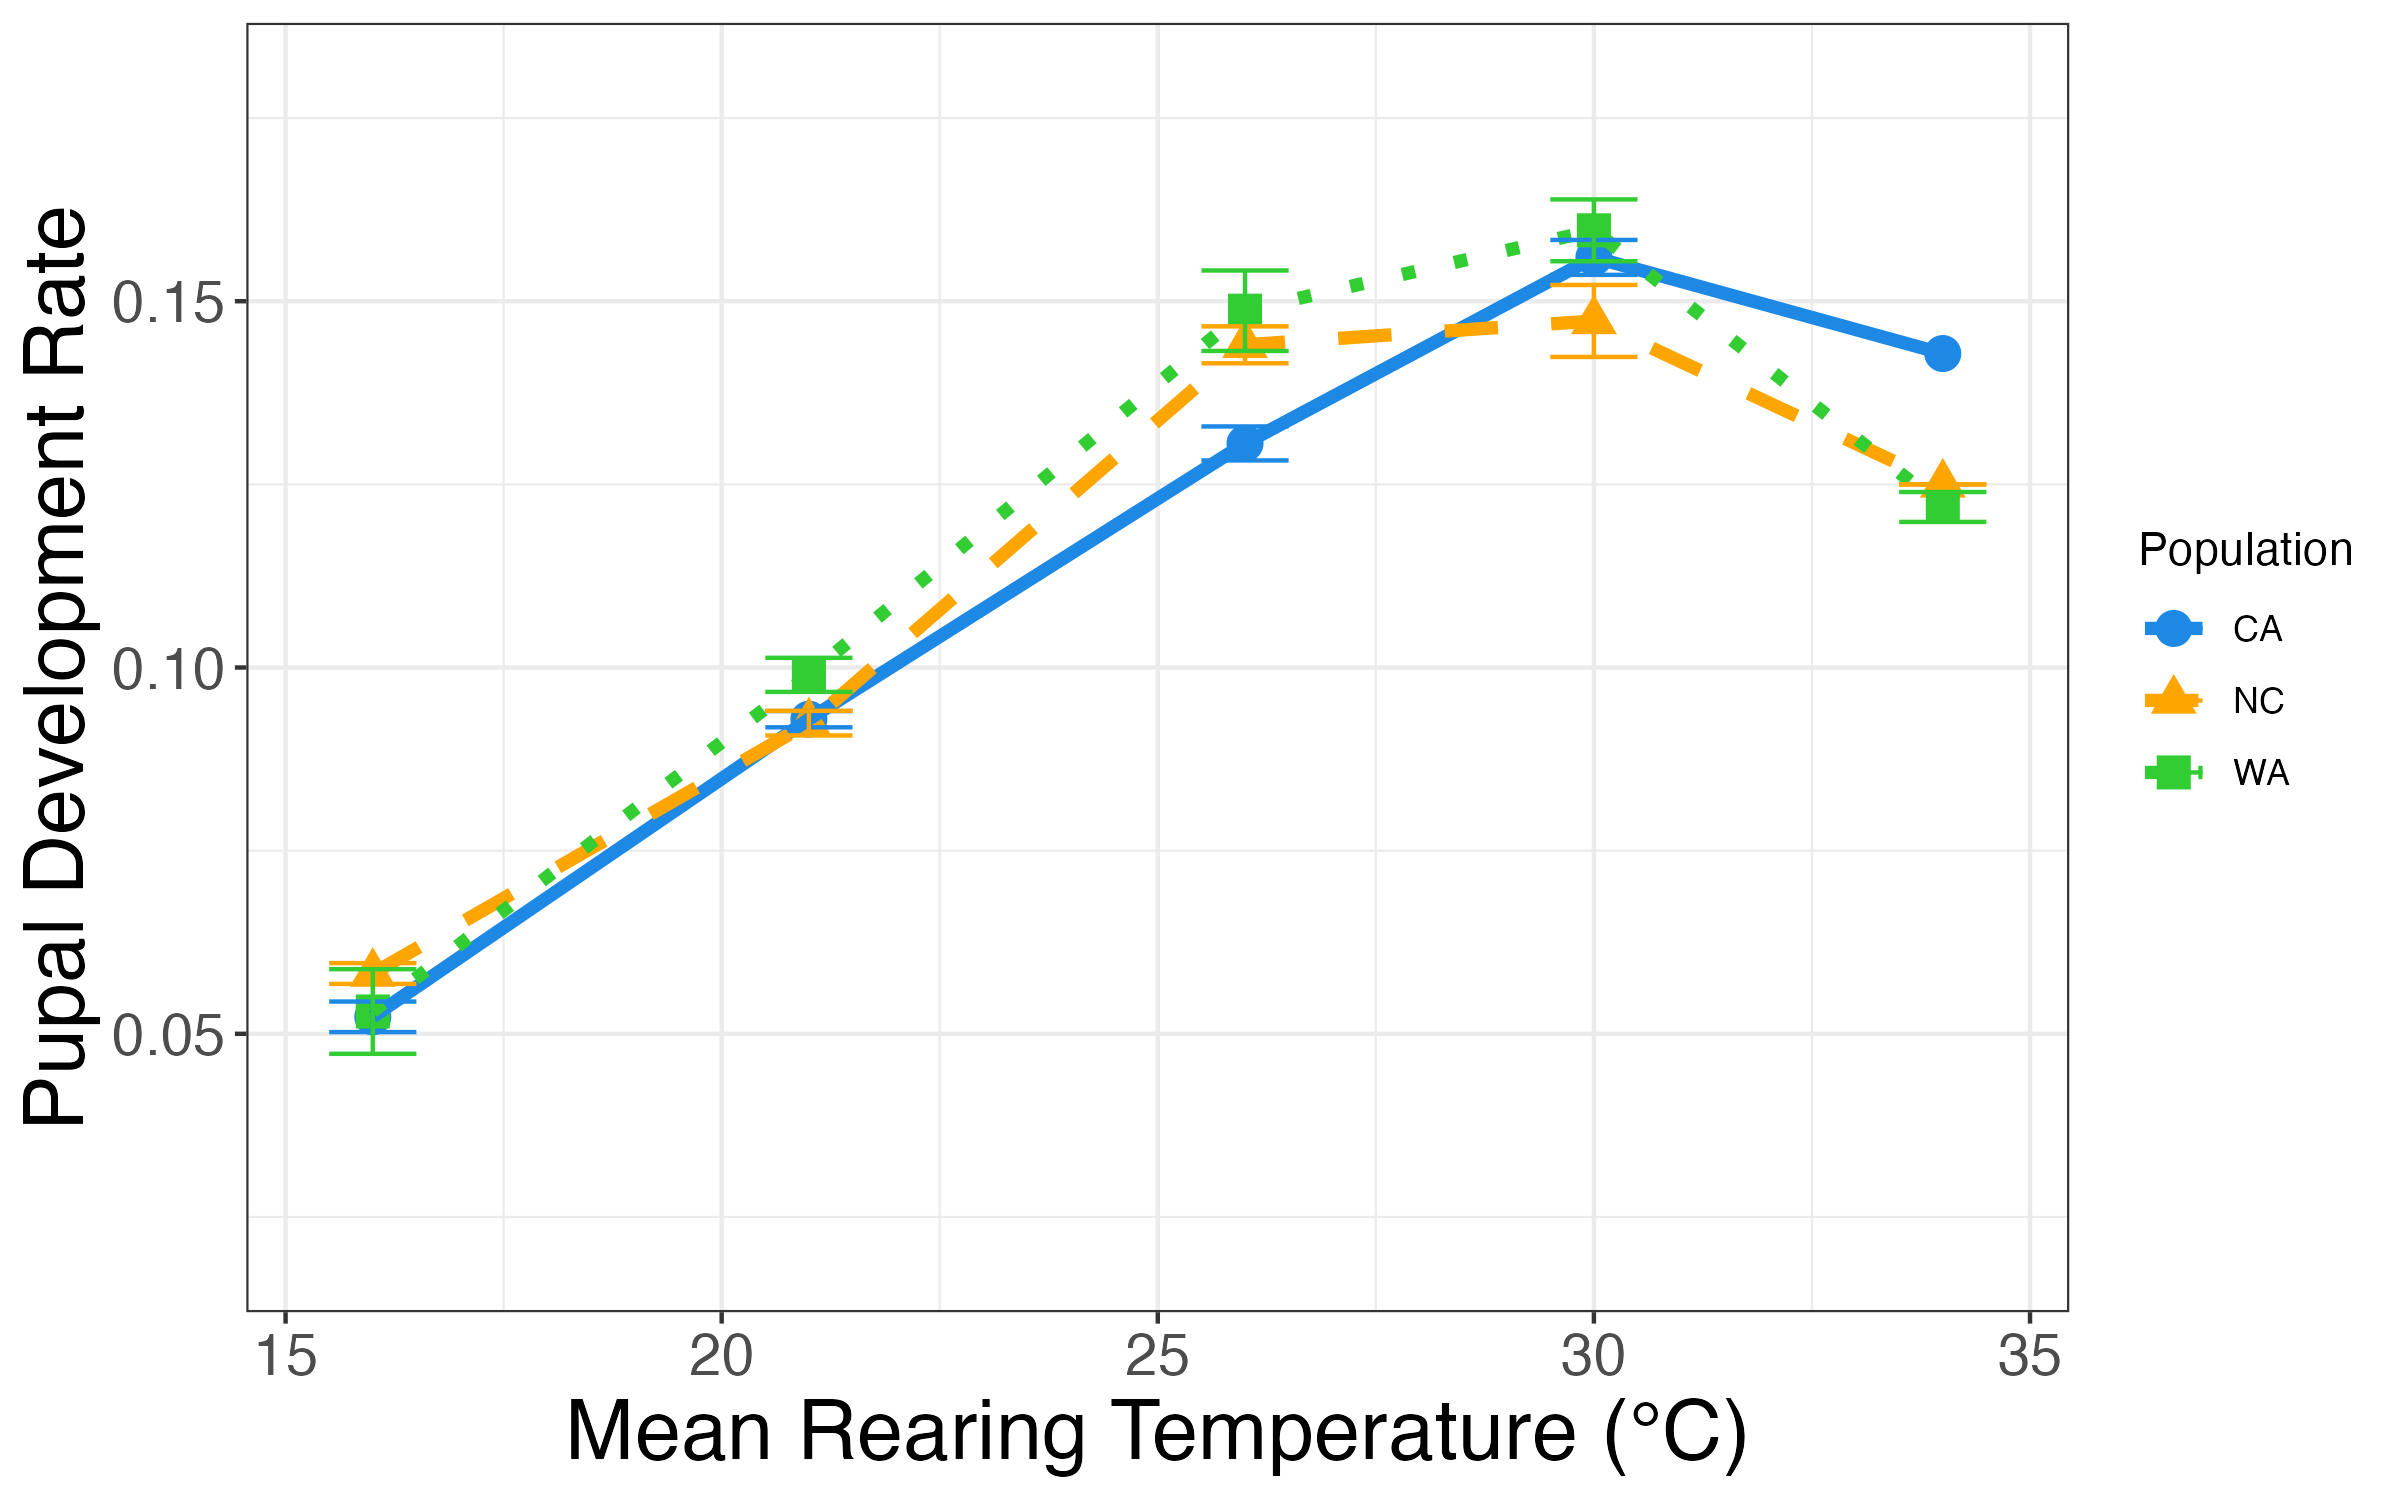 Pupal Development Rate
0.15
0.10
0.05
15 20 25 30 35
Mean Rearing Temperature (°C)
Population
CA
NC
WA